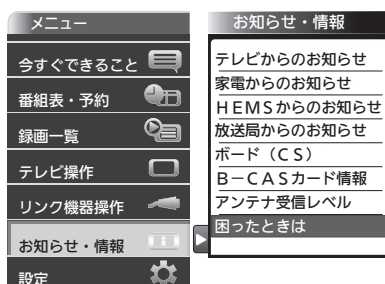 メニュー
今すぐできること
番組表・予約
録画一覧
テレビ操作
リンク機器操作
お知らせ・情報
設定
お知らせ・情報
テレビからのお知らせ
家電からのお知らせ
ＨＥＭＳからのお知らせ
放送局からのお知らせ
ボード（ＣＳ）
Ｂ－ＣＡＳカード情報
アンテナ受信レベル
困ったときは